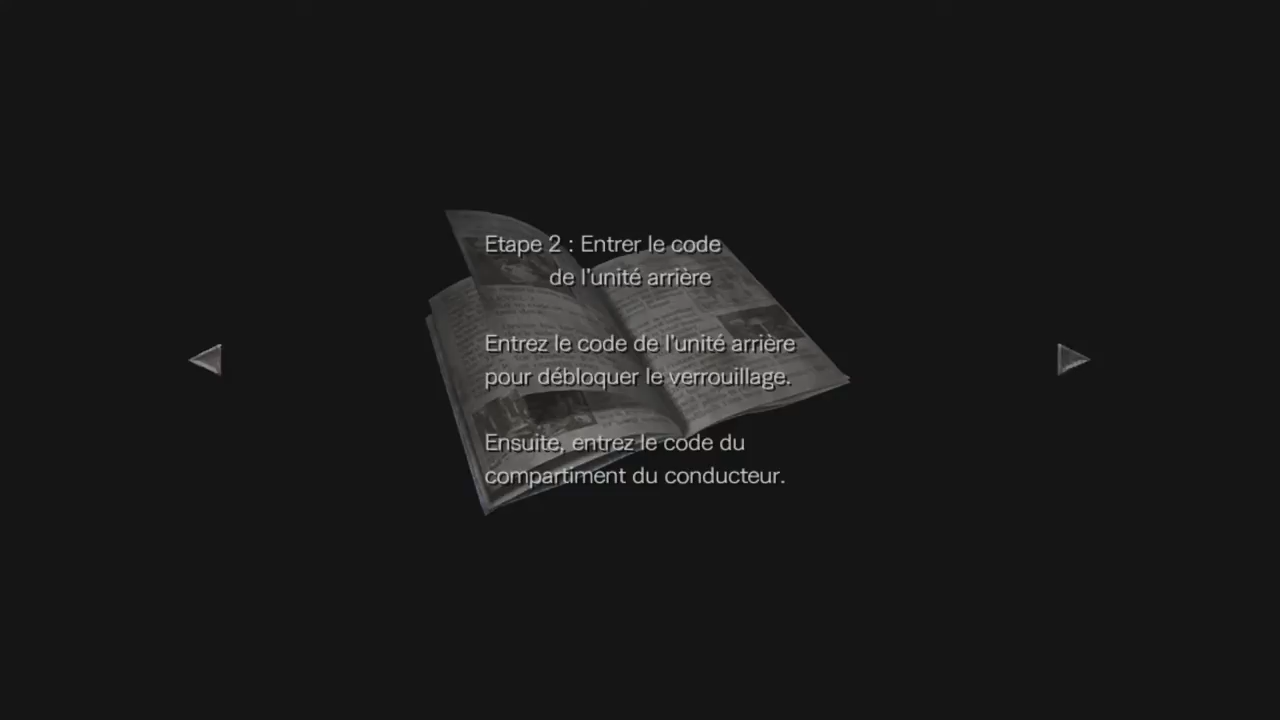 Etape 2 : Entrer le code
de l'unité arrière
Entrez le code de l'unité arrière
pour débloquer le verrouillage.
Ensuite, entrez le code du
compartiment du conducteur.